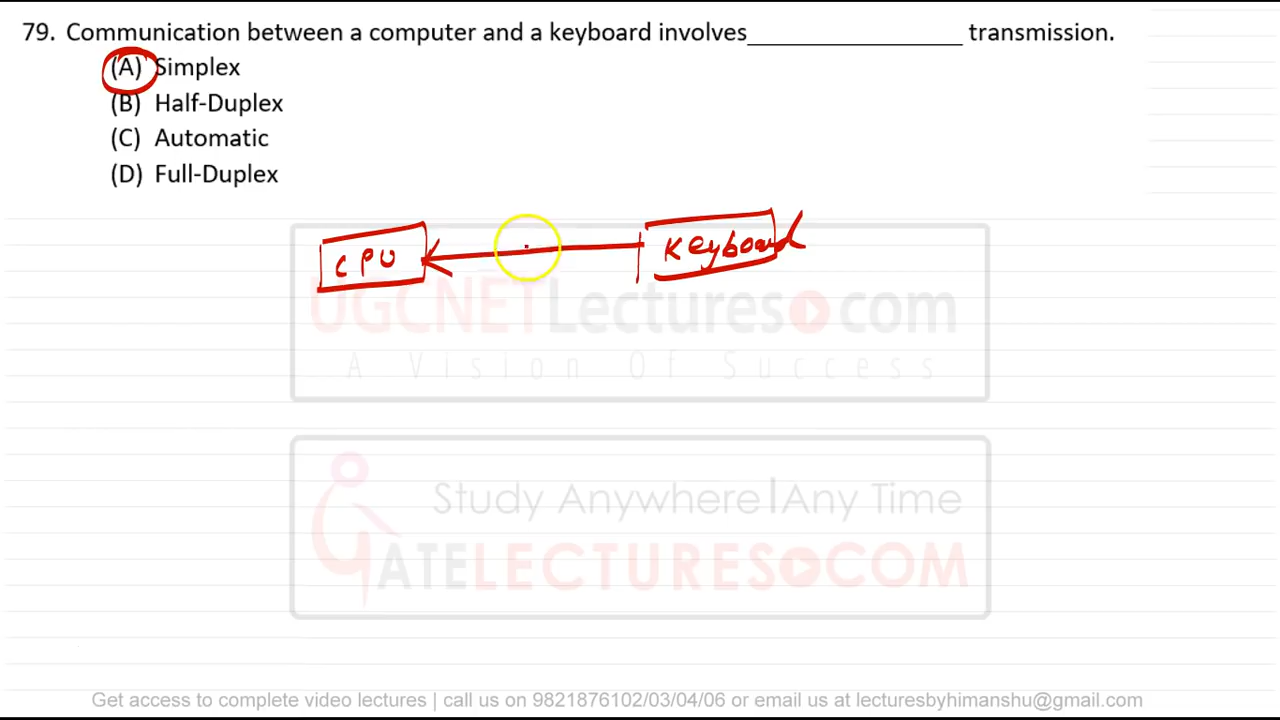 79. Communication between a computer and a keyboard involves__________________ transmission.
(A) Simplex
(B) Half-Duplex
(C) Automatic
(D) Full-Duplex
CPU Keyboard
UGCNETLectures.com
A Vision Of Success
Study Anywhere|Any Time
GATELECTURES.COM
Get access to complete video lectures | call us on 9821876102/03/04/06 or email us at lecturesbyhimanshu@gmail.com